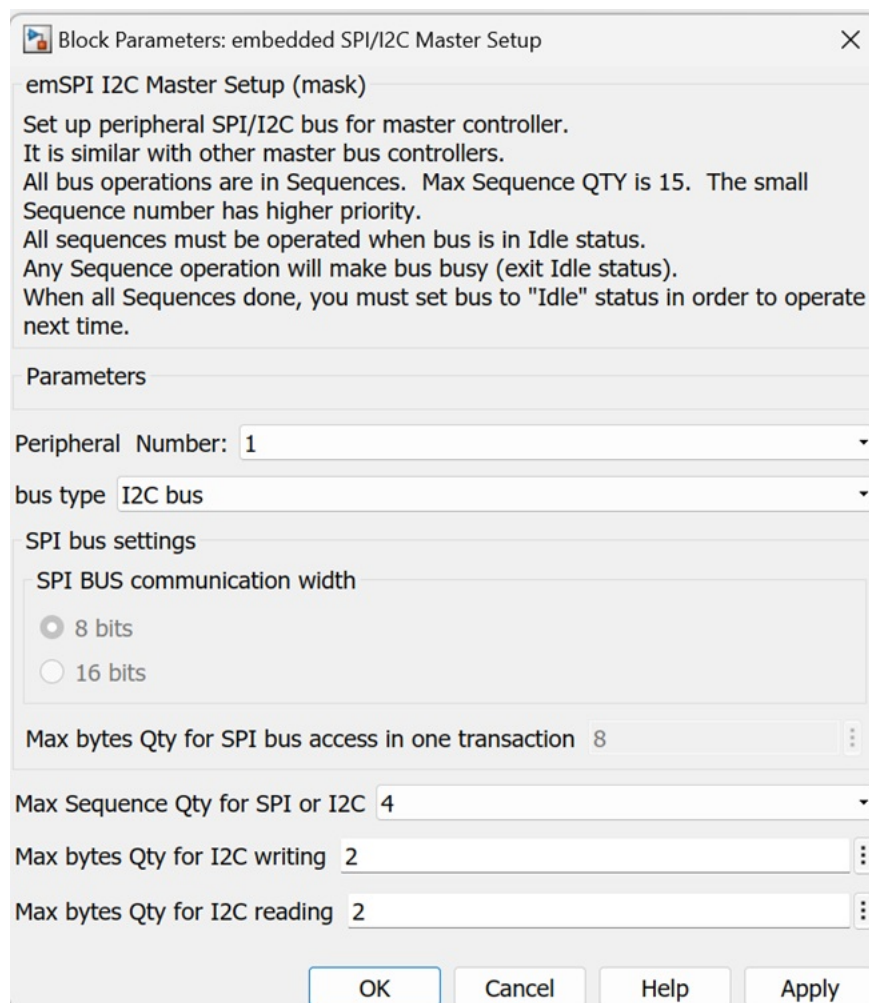 Block Parameters: embedded SPI/I2C Master Setup
emSPI I2C Master Setup (mask)
Set up peripheral SPI/I2C bus for master controller.
It is similar with other master bus controllers.
All bus operations are in Sequences.  Max Sequence QTY is 15.  The small
Sequence number has higher priority.
All sequences must be operated when bus is in Idle status.
Any Sequence operation will make bus busy (exit Idle status).
When all Sequences done, you must set bus to "Idle" status in order to operate
next time.
Parameters
Peripheral  Number: 1
bus type I2C bus
SPI bus settings
SPI BUS communication width
8 bits
16 bits
Max bytes Qty for SPI bus access in one transaction 8
Max Sequence Qty for SPI or I2C 4
Max bytes Qty for I2C writing 2
Max bytes Qty for I2C reading 2
OK Cancel Help Apply